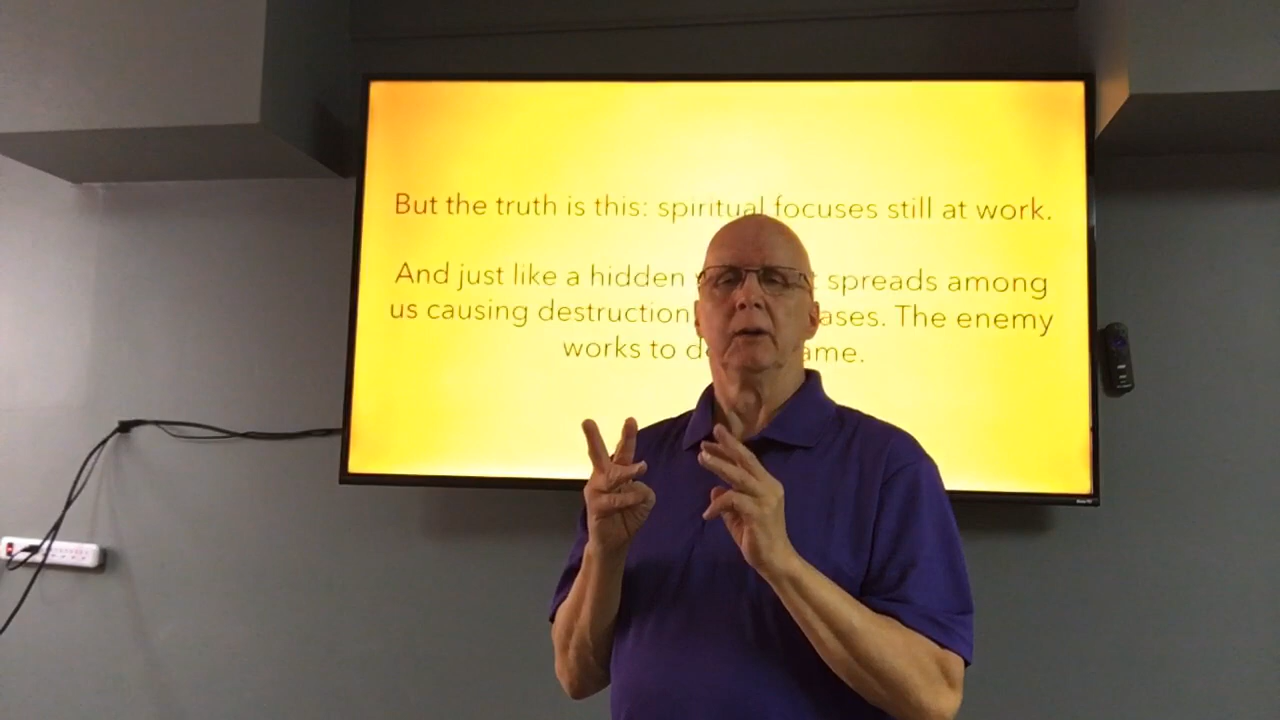 But the truth is this: spiritual focuses still at work.
And just like a hidden spreads among
us causing destruction The enemy
works to